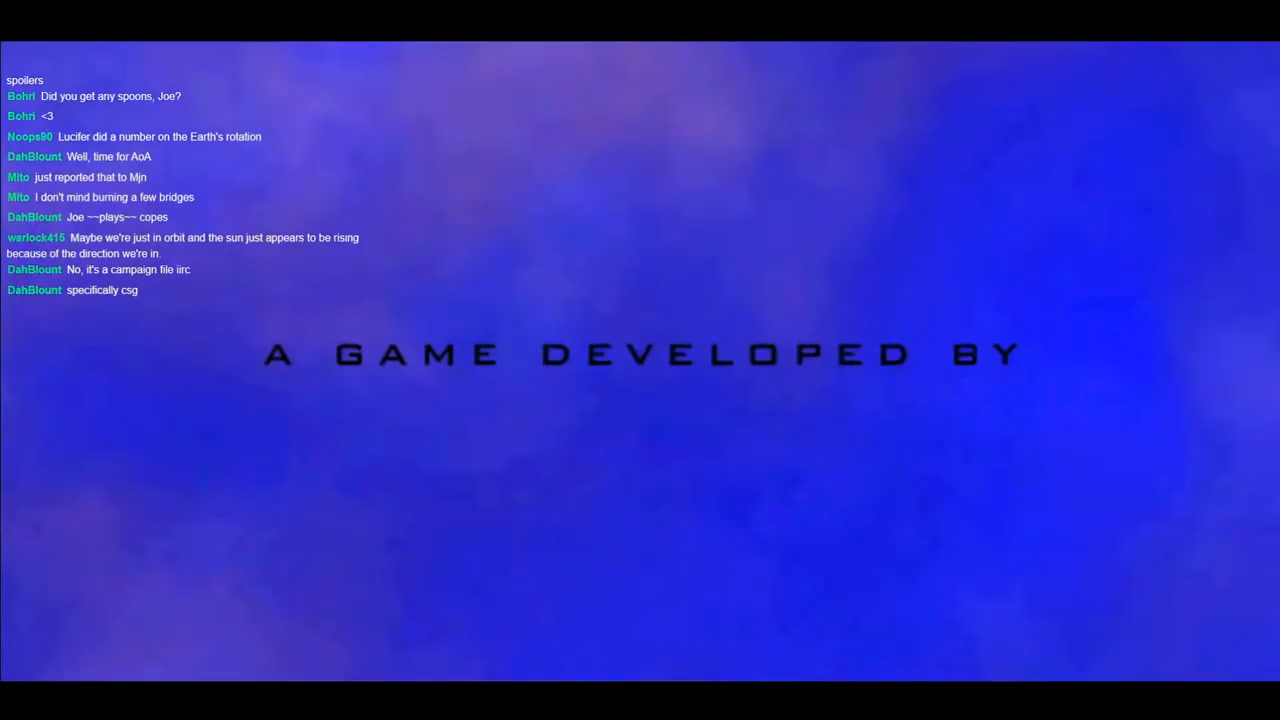 spoilers
Bohri Did you get any spoons, Joe?
Bohri <3
Noops90 Lucifer did a number on the Earth's rotation
DahBlount Well, time for AoA
Mito just reported that to Mjn
Mito I don't mind burning a few bridges
DahBlount Joe ~~plays~~ copes
warlock415 Maybe we're just in orbit and the sun just appears to be rising
because of the direction we're in.
DahBlount No, it's a campaign file iirc
DahBlount specifically csg
A GAME DEVELOPED BY